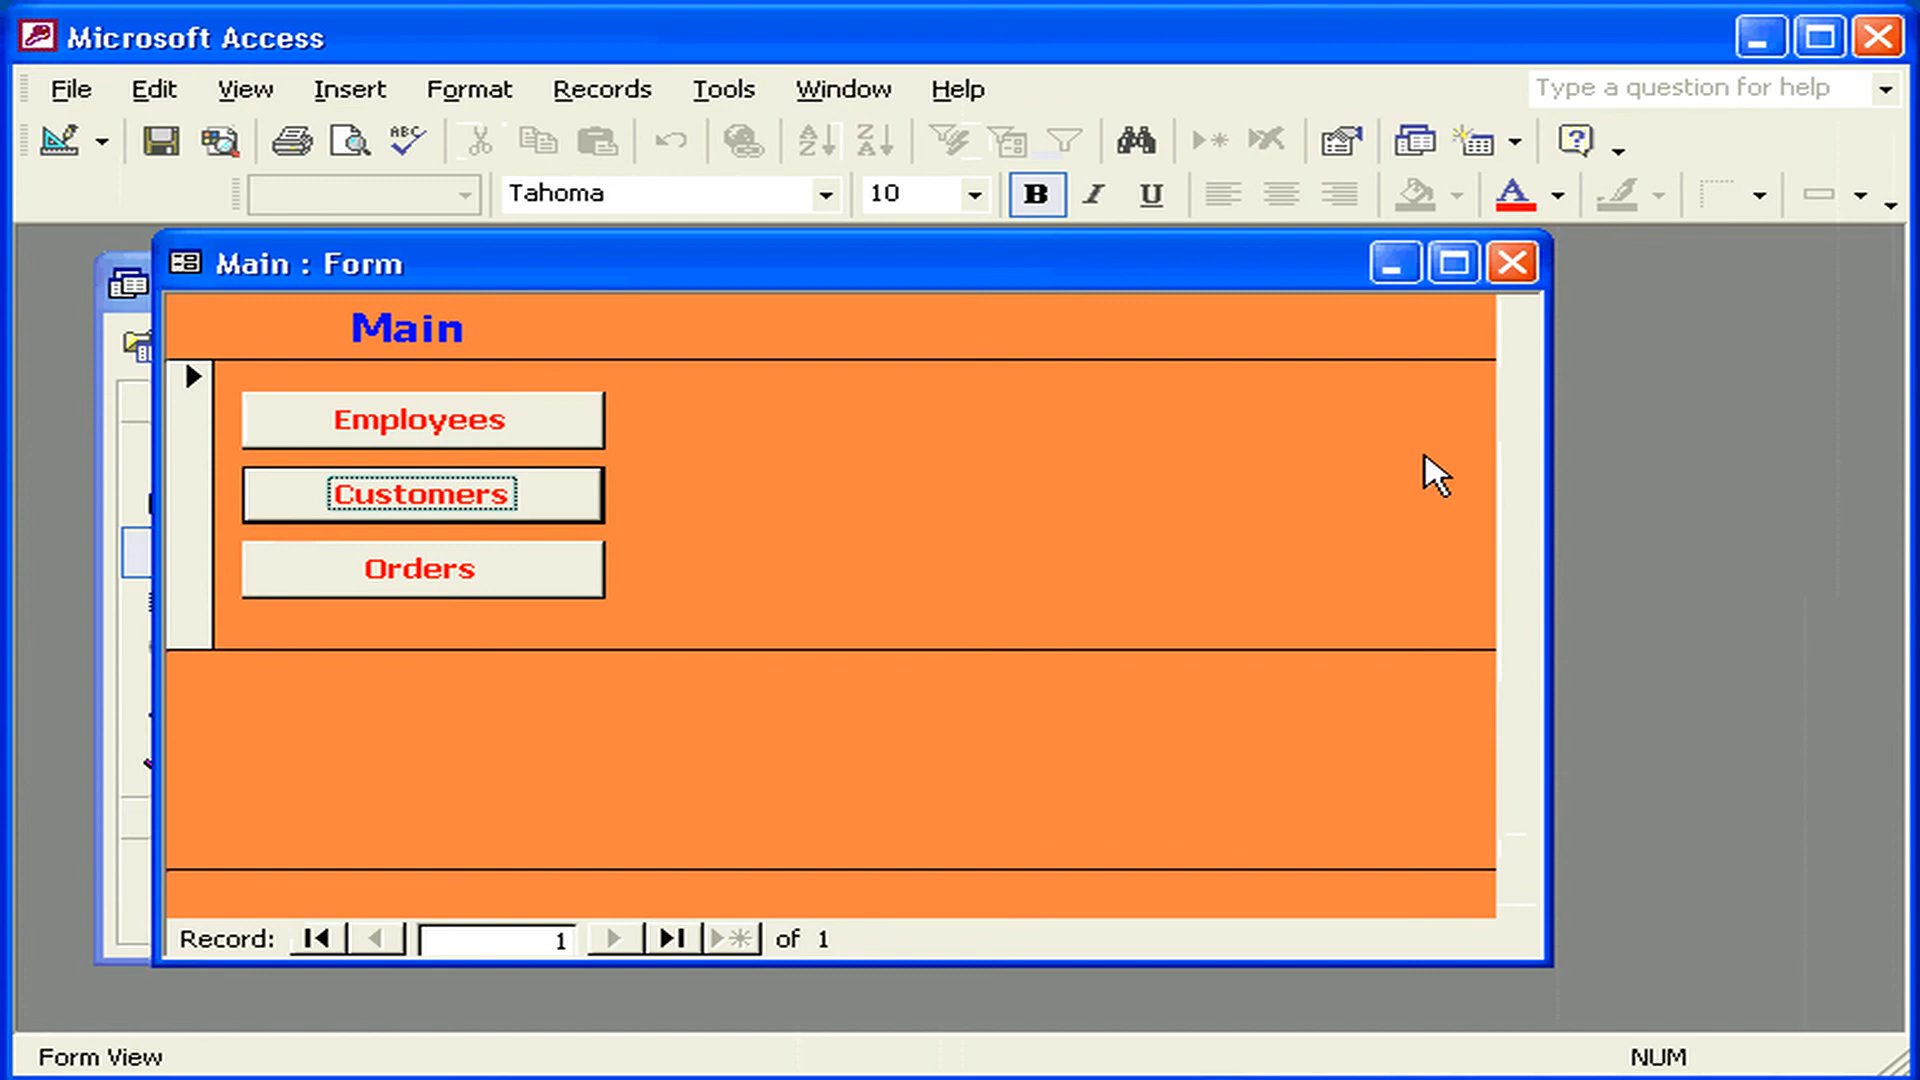 Microsoft Access
File Edit View Insert Format Records Tools Window Help
Type a question for help
ABC
A Z Z A
Tahoma 10 B I U A
Main : Form
Main
Employees
Customers
Orders
Record: 1 of 1
Form View NUM